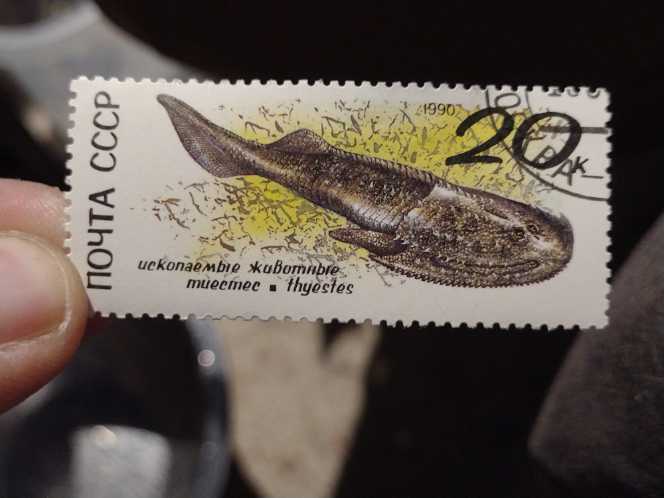 ПОЧТА СССР
1990
20к
ископаемые животные
тиестес ▪ thyestes